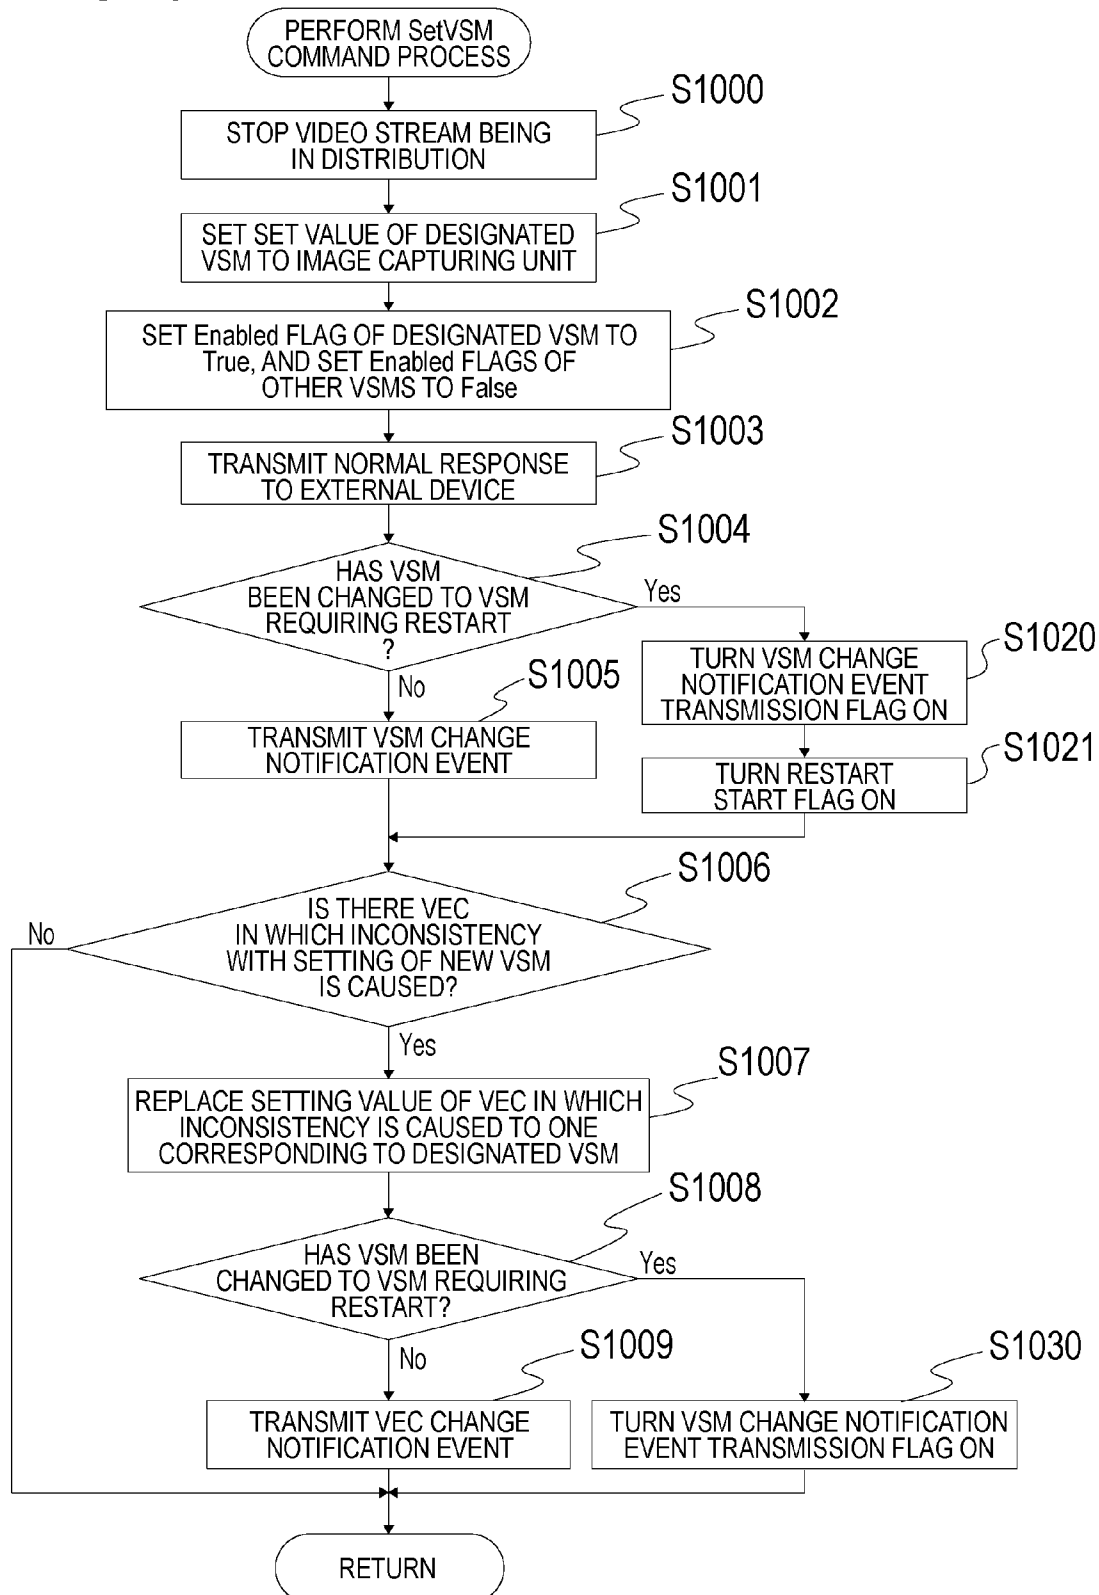 PERFORM SetVSM
COMMAND PROCESS
S1000
STOP VIDEO STREAM BEING
IN DISTRIBUTION
S1001
SET SET VALUE OF DESIGNATED
VSM TO IMAGE CAPTURING UNIT
S1002
SET Enabled FLAG OF DESIGNATED VSM TO
True, AND SET Enabled FLAGS OF
OTHER VSMS TO False
S1003
TRANSMIT NORMAL RESPONSE
TO EXTERNAL DEVICE
S1004
HAS VSM
BEEN CHANGED TO VSM
REQUIRING RESTART
?
Yes
No
S1020
TURN VSM CHANGE
NOTIFICATION EVENT
TRANSMISSION FLAG ON
S1005
TRANSMIT VSM CHANGE
NOTIFICATION EVENT
S1021
TURN RESTART
START FLAG ON
S1006
IS THERE VEC
IN WHICH INCONSISTENCY
WITH SETTING OF NEW VSM
IS CAUSED?
No
Yes
S1007
REPLACE SETTING VALUE OF VEC IN WHICH
INCONSISTENCY IS CAUSED TO ONE
CORRESPONDING TO DESIGNATED VSM
S1008
HAS VSM BEEN
CHANGED TO VSM REQUIRING
RESTART?
Yes
No
S1009
TRANSMIT VEC CHANGE
NOTIFICATION EVENT
S1030
TURN VSM CHANGE NOTIFICATION
EVENT TRANSMISSION FLAG ON
RETURN